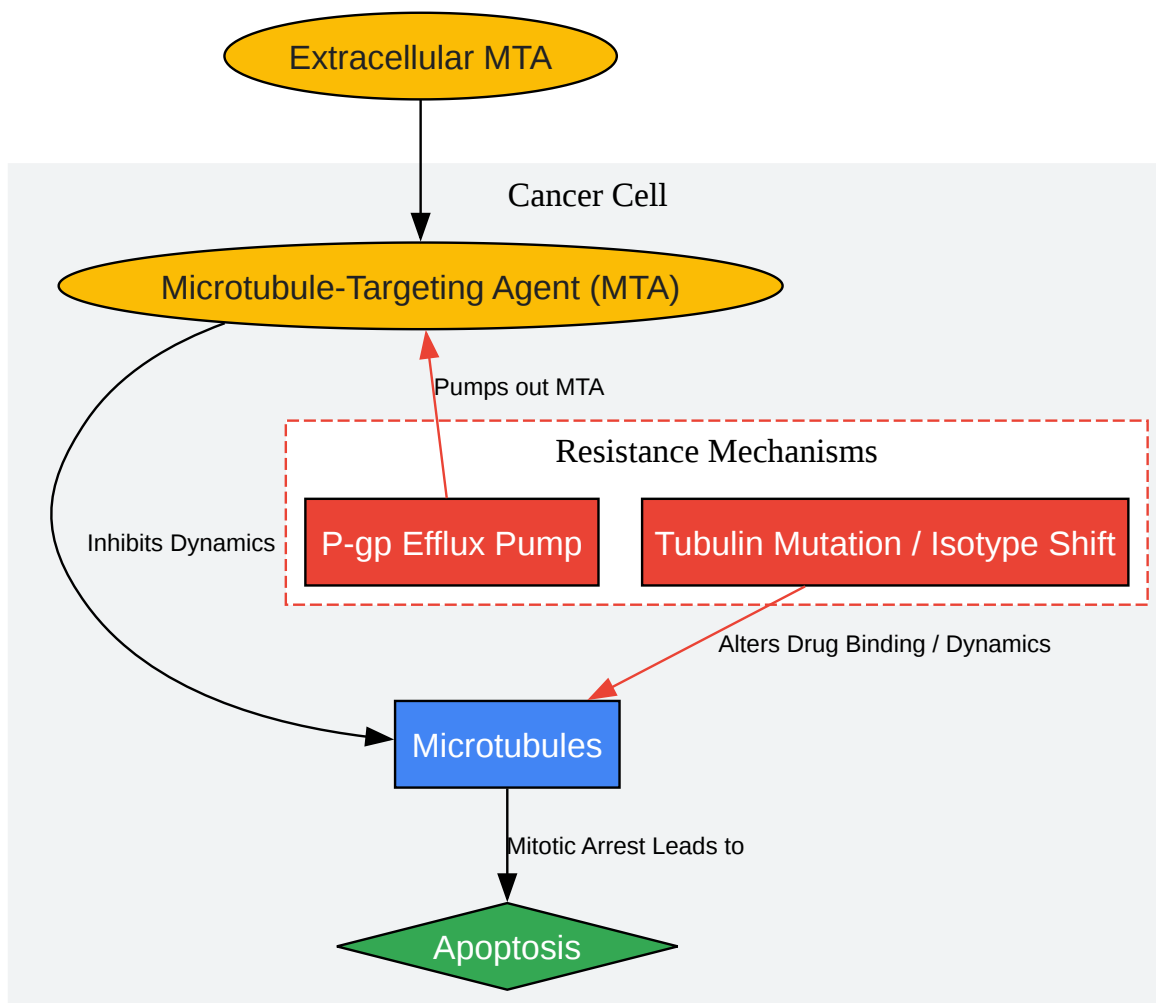 Extracellular MTA
Cancer Cell
Microtubule-Targeting Agent (MTA)
Pumps out MTA
Resistance Mechanisms
P-gp Efflux Pump
Tubulin Mutation / Isotype Shift
Inhibits Dynamics
Alters Drug Binding / Dynamics
Microtubules
Mitotic Arrest Leads to
Apoptosis